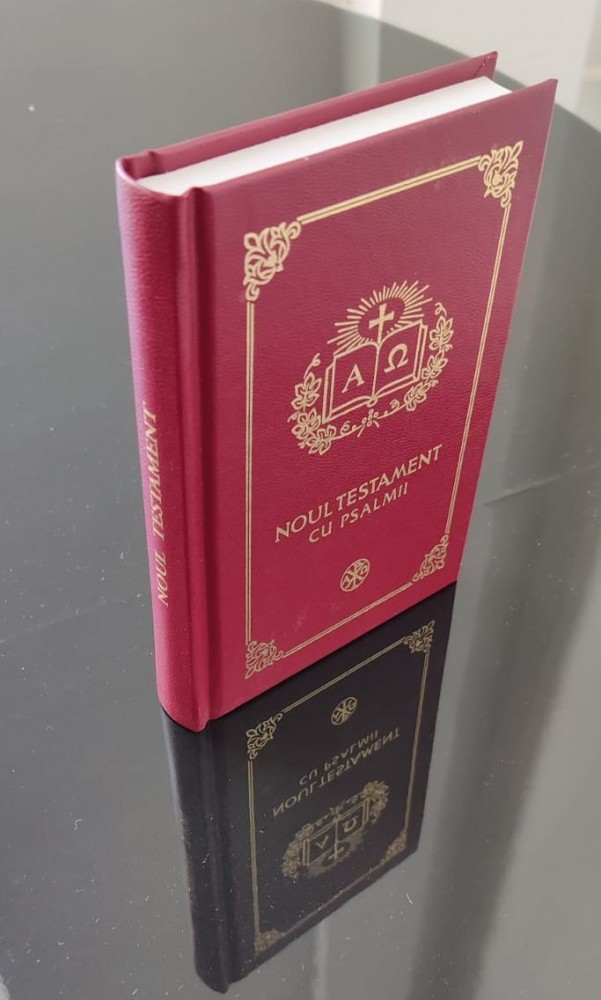 Α Ω
NOUL TESTAMENT
CU PSALMII
NOUL TESTAMENT